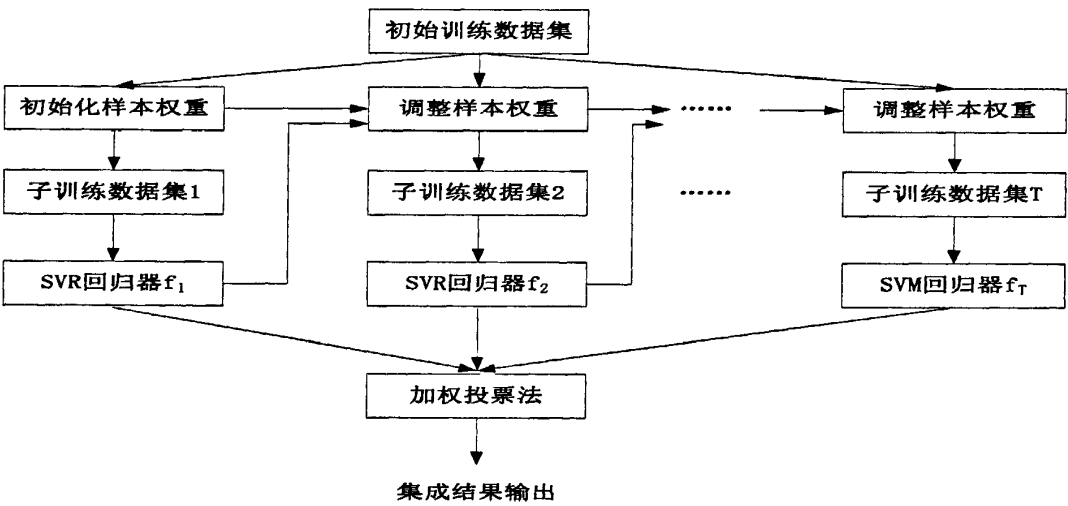 初始训练数据集
初始化样本权重
调整样本权重
······
调整样本权重
子训练数据集1
子训练数据集2
······
子训练数据集T
SVR回归器f₁
SVR回归器f₂
SVM回归器f_T
加权投票法
集成结果输出